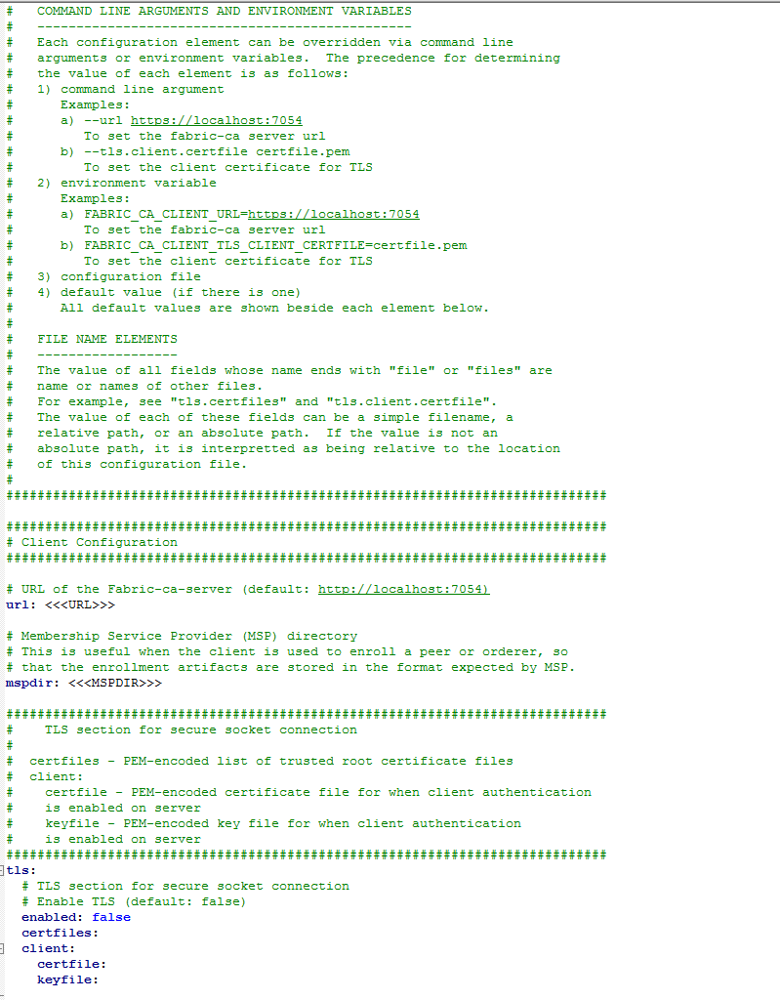 #   COMMAND LINE ARGUMENTS AND ENVIRONMENT VARIABLES
#   ------------------------------------------------
#   Each configuration element can be overridden via command line
#   arguments or environment variables.  The precedence for determining
#   the value of each element is as follows:
#   1) command line argument
#      Examples:
#      a) --url https://localhost:7054
#         To set the fabric-ca server url
#      b) --tls.client.certfile certfile.pem
#         To set the client certificate for TLS
#   2) environment variable
#      Examples:
#      a) FABRIC_CA_CLIENT_URL=https://localhost:7054
#         To set the fabric-ca server url
#      b) FABRIC_CA_CLIENT_TLS_CLIENT_CERTFILE=certfile.pem
#         To set the client certificate for TLS
#   3) configuration file
#   4) default value (if there is one)
#      All default values are shown beside each element below.
#
#   FILE NAME ELEMENTS
#   ------------------
#   The value of all fields whose name ends with "file" or "files" are
#   name or names of other files.
#   For example, see "tls.certfiles" and "tls.client.certfile".
#   The value of each of these fields can be a simple filename, a
#   relative path, or an absolute path.  If the value is not an
#   absolute path, it is interpretted as being relative to the location
#   of this configuration file.
#
#############################################################################

#############################################################################
# Client Configuration
#############################################################################

# URL of the Fabric-ca-server (default: http://localhost:7054)
url: <<<URL>>>

# Membership Service Provider (MSP) directory
# This is useful when the client is used to enroll a peer or orderer, so
# that the enrollment artifacts are stored in the format expected by MSP.
mspdir: <<<MSPDIR>>>

#############################################################################
#    TLS section for secure socket connection
#
#  certfiles - PEM-encoded list of trusted root certificate files
#  client:
#    certfile - PEM-encoded certificate file for when client authentication
#    is enabled on server
#    keyfile - PEM-encoded key file for when client authentication
#    is enabled on server
#############################################################################
tls:
  # TLS section for secure socket connection
  # Enable TLS (default: false)
  enabled: false
  certfiles:
  client:
    certfile:
    keyfile: